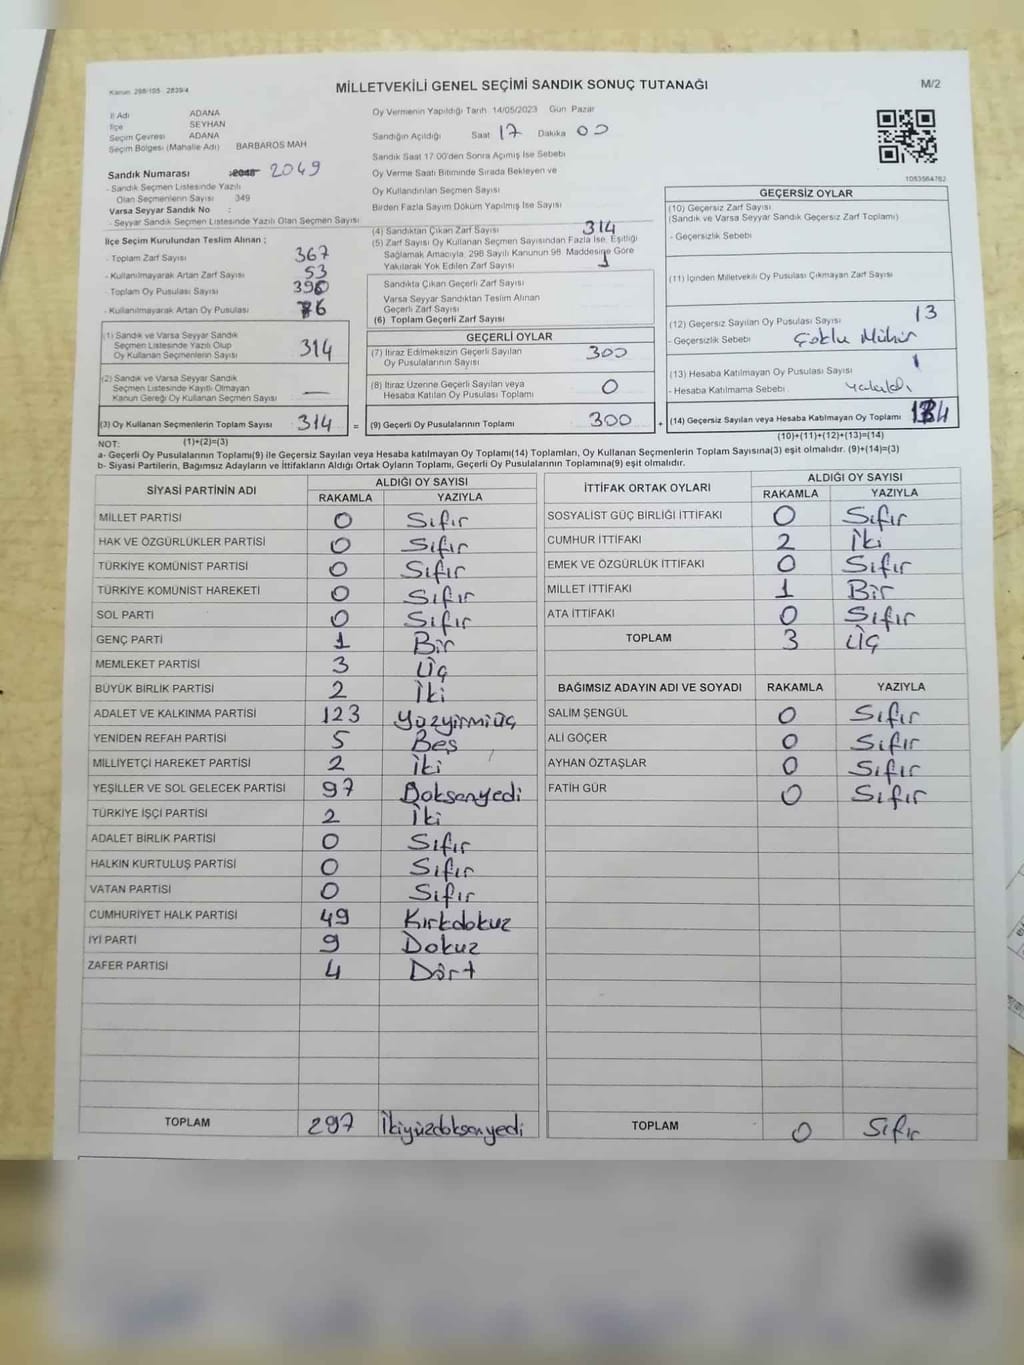 Kanun 298/105 2839/4
MİLLETVEKİLİ GENEL SEÇİMİ SANDIK SONUÇ TUTANAĞI
M/2
İl Adı ADANA
İlçe SEYHAN
Seçim Çevresi ADANA
Seçim Bölgesi (Mahalle Adı) BARBAROS MAH
Sandık Numarası 2048 2049
- Sandık Seçmen Listesinde Yazılı
Olan Seçmenlerin Sayısı 349
Varsa Seyyar Sandık No :
- Seyyar Sandık Seçmen Listesinde Yazılı Olan Seçmen Sayısı
İlçe Seçim Kurulundan Teslim Alınan ;
- Toplam Zarf Sayısı 367
- Kullanılmayarak Artan Zarf Sayısı 53
- Toplam Oy Pusulası Sayısı 390
- Kullanılmayarak Artan Oy Pusulası 76
(1) Sandık ve Varsa Seyyar Sandık
Seçmen Listesinde Yazılı Olup
Oy Kullanan Seçmenlerin Sayısı 314
(2) Sandık ve Varsa Seyyar Sandık
Seçmen Listesinde Kayıtlı Olmayan
Kanun Gereği Oy Kullanan Seçmen Sayısı —
(3) Oy Kullanan Seçmenlerin Toplam Sayısı 314 =
Oy Vermenin Yapıldığı Tarih 14/05/2023 Gün Pazar
Sandığın Açıldığı Saat 17 Dakika 00
Sandık Saat 17 00'den Sonra Açılmış İse Sebebi
Oy Verme Saati Bitiminde Sırada Bekleyen ve
Oy Kullandırılan Seçmen Sayısı
Birden Fazla Sayım Döküm Yapılmış İse Sayısı
(4) Sandıktan Çıkan Zarf Sayısı 314
(5) Zarf Sayısı Oy Kullanan Seçmen Sayısından Fazla İse, Eşitliği
Sağlamak Amacıyla, 298 Sayılı Kanunun 98. Maddesine Göre
Yakılarak Yok Edilen Zarf Sayısı 1
Sandıkta Çıkan Geçerli Zarf Sayısı
Varsa Seyyar Sandıktan Teslim Alınan
Geçerli Zarf Sayısı
(6) Toplam Geçerli Zarf Sayısı
GEÇERLİ OYLAR
(7) İtiraz Edilmeksizin Geçerli Sayılan
Oy Pusulalarının Sayısı 300
(8) İtiraz Üzerine Geçerli Sayılan veya
Hesaba Katılan Oy Pusulası Toplamı 0
(9) Geçerli Oy Pusulalarının Toplamı 300 +
1083564762
GEÇERSİZ OYLAR
(10) Geçersiz Zarf Sayısı
(Sandık ve Varsa Seyyar Sandık Geçersiz Zarf Toplamı)
- Geçersizlik Sebebi
(11) İçinden Milletvekili Oy Pusulası Çıkmayan Zarf Sayısı
(12) Geçersiz Sayılan Oy Pusulası Sayısı 13
- Geçersizlik Sebebi Çoklu Mühür
(13) Hesaba Katılmayan Oy Pusulası Sayısı 1
- Hesaba Katılmama Sebebi yakıldı
(14) Geçersiz Sayılan veya Hesaba Katılmayan Oy Toplamı
NOT: (1)+(2)=(3)
(10)+(11)+(12)+(13)=(14)
a- Geçerli Oy Pusulalarının Toplamı(9) ile Geçersiz Sayılan veya Hesaba katılmayan Oy Toplamı(14) Toplamları, Oy Kullanan Seçmenlerin Toplam Sayısına(3) eşit olmalıdır. (9)+(14)=(3)
b- Siyasi Partilerin, Bağımsız Adayların ve İttifakların Aldığı Ortak Oyların Toplamı, Geçerli Oy Pusulalarının Toplamına(9) eşit olmalıdır.
SİYASİ PARTİNİN ADI ALDIĞI OY SAYISI
RAKAMLA YAZIYLA
MİLLET PARTİSİ 0 Sıfır
HAK VE ÖZGÜRLÜKLER PARTİSİ 0 Sıfır
TÜRKİYE KOMÜNİST PARTİSİ 0 Sıfır
TÜRKİYE KOMÜNİST HAREKETİ 0 Sıfır
SOL PARTİ 0 Sıfır
GENÇ PARTİ 1 Bir
MEMLEKET PARTİSİ 3 Üç
BÜYÜK BİRLİK PARTİSİ 2 İki
ADALET VE KALKINMA PARTİSİ 123 Yüzyirmiüç
YENİDEN REFAH PARTİSİ 5 Beş
MİLLİYETÇİ HAREKET PARTİSİ 2 İki
YEŞİLLER VE SOL GELECEK PARTİSİ 97 Doksanyedi
TÜRKİYE İŞÇİ PARTİSİ 2 İki
ADALET BİRLİK PARTİSİ 0 Sıfır
HALKIN KURTULUŞ PARTİSİ 0 Sıfır
VATAN PARTİSİ 0 Sıfır
CUMHURİYET HALK PARTİSİ 49 Kırkdokuz
İYİ PARTİ 9 Dokuz
ZAFER PARTİSİ 4 Dört
TOPLAM 297 İkiyüzdoksanyedi
İTTİFAK ORTAK OYLARI ALDIĞI OY SAYISI
RAKAMLA YAZIYLA
SOSYALİST GÜÇ BİRLİĞİ İTTİFAKI 0 Sıfır
CUMHUR İTTİFAKI 2 İki
EMEK VE ÖZGÜRLÜK İTTİFAKI 0 Sıfır
MİLLET İTTİFAKI 1 Bir
ATA İTTİFAKI 0 Sıfır
TOPLAM 3 Üç
BAĞIMSIZ ADAYIN ADI VE SOYADI RAKAMLA YAZIYLA
SALİM ŞENGÜL 0 Sıfır
ALİ GÖÇER 0 Sıfır
AYHAN ÖZTAŞLAR 0 Sıfır
FATİH GÜR 0 Sıfır
TOPLAM 0 Sıfır